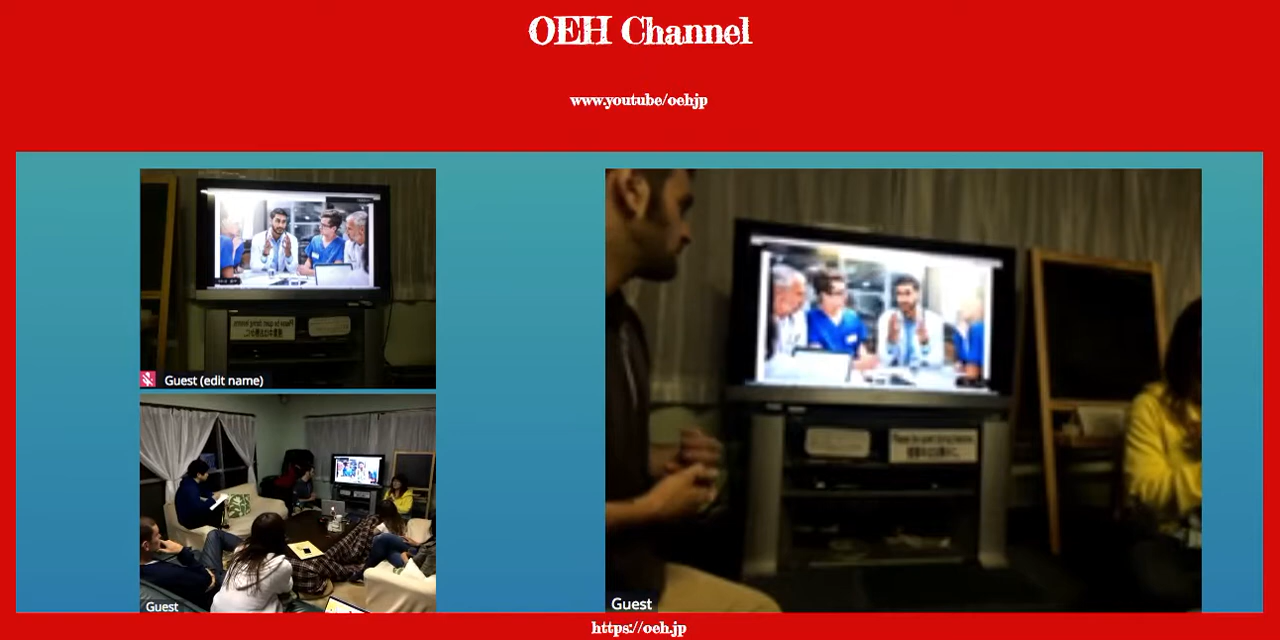 OEH Channel
www.youtube/oehjp
Guest (edit name)
Guest
Guest
https://oeh.jp